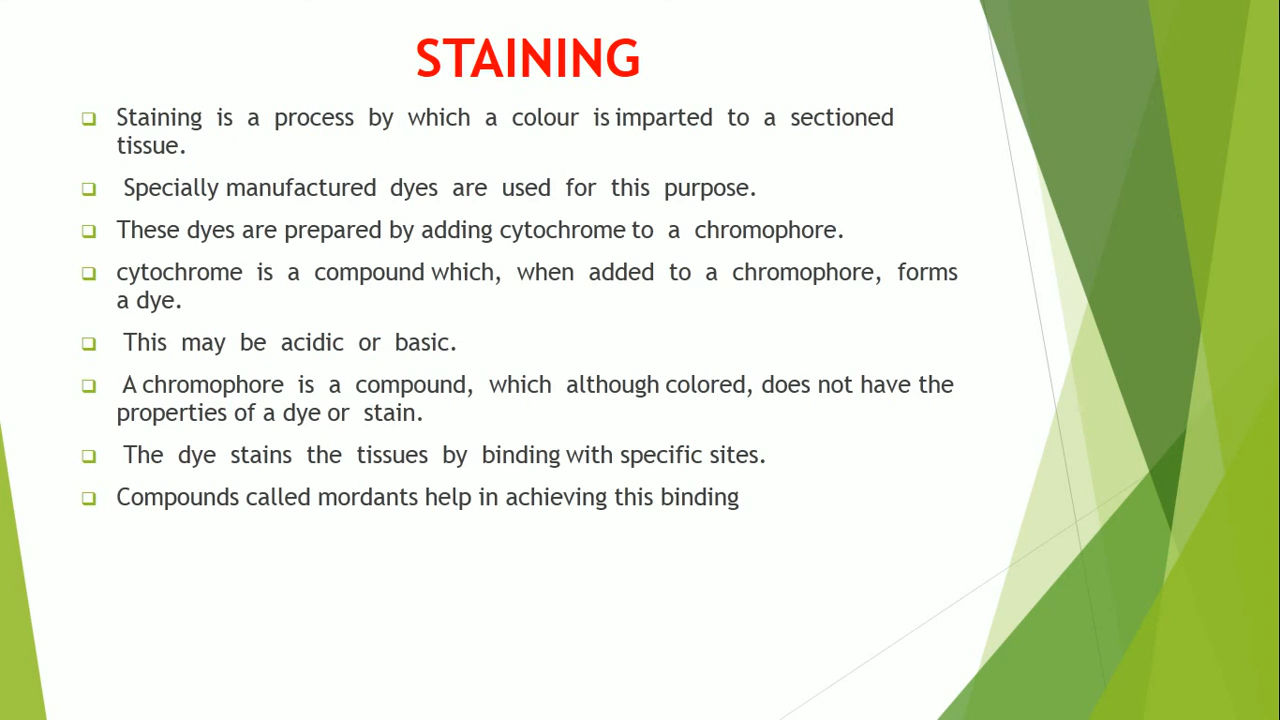 STAINING
Staining is a process by which a colour is imparted to a sectioned
tissue.
Specially manufactured dyes are used for this purpose.
These dyes are prepared by adding cytochrome to a chromophore.
cytochrome is a compound which, when added to a chromophore, forms
a dye.
This may be acidic or basic.
A chromophore is a compound, which although colored, does not have the
properties of a dye or stain.
The dye stains the tissues by binding with specific sites.
Compounds called mordants help in achieving this binding